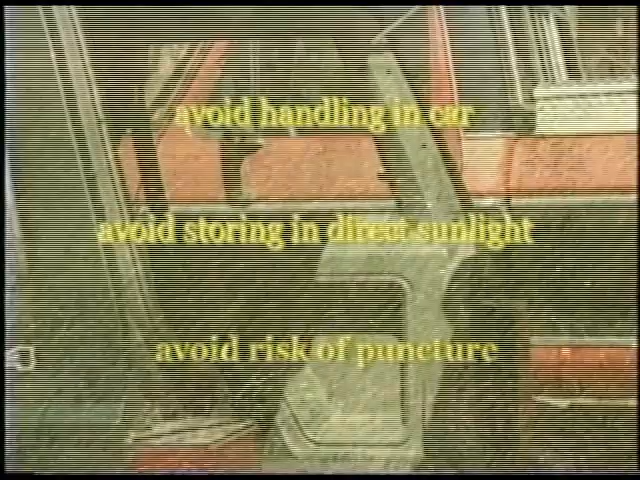 avoid handling in car
avoid storing in direct sunlight
avoid risk of puncture